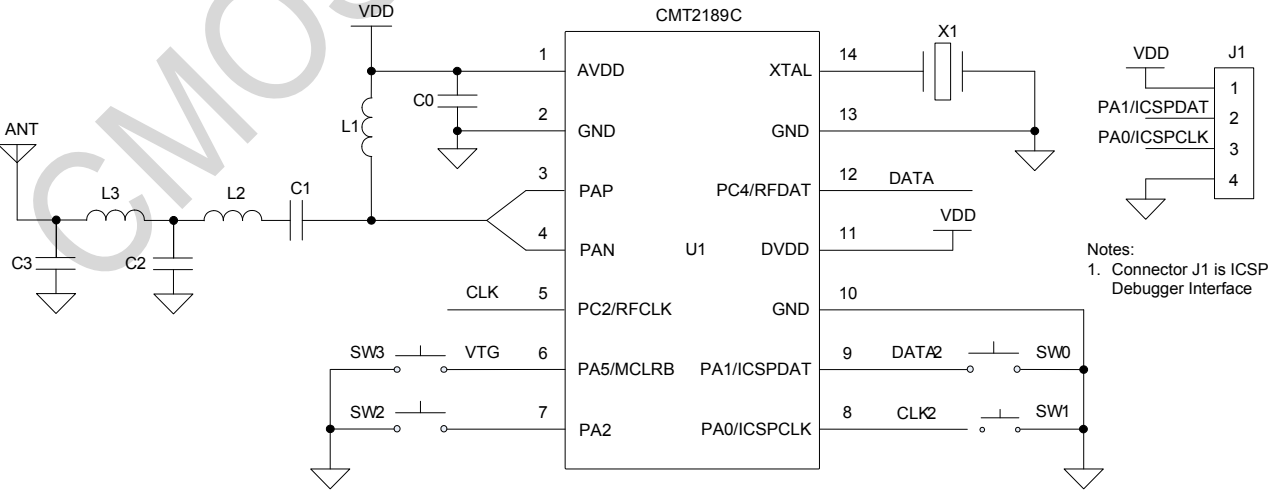 CMOS
VDD
CMT2189C
X1
1
AVDD
XTAL
14
C0
2
GND
GND
13
L1
ANT
3
PAP
PC4/RFDAT
12
DATA
L3
L2
C1
4
PAN
U1
DVDD
11
VDD
C3
C2
CLK
5
PC2/RFCLK
GND
10
SW3
VTG
6
PA5/MCLRB
PA1/ICSPDAT
9
DATA2
SW0
SW2
7
PA2
PA0/ICSPCLK
8
CLK2
SW1
VDD
J1
1
PA1/ICSPDAT
2
PA0/ICSPCLK
3
4
Notes:
1. Connector J1 is ICSP
Debugger Interface